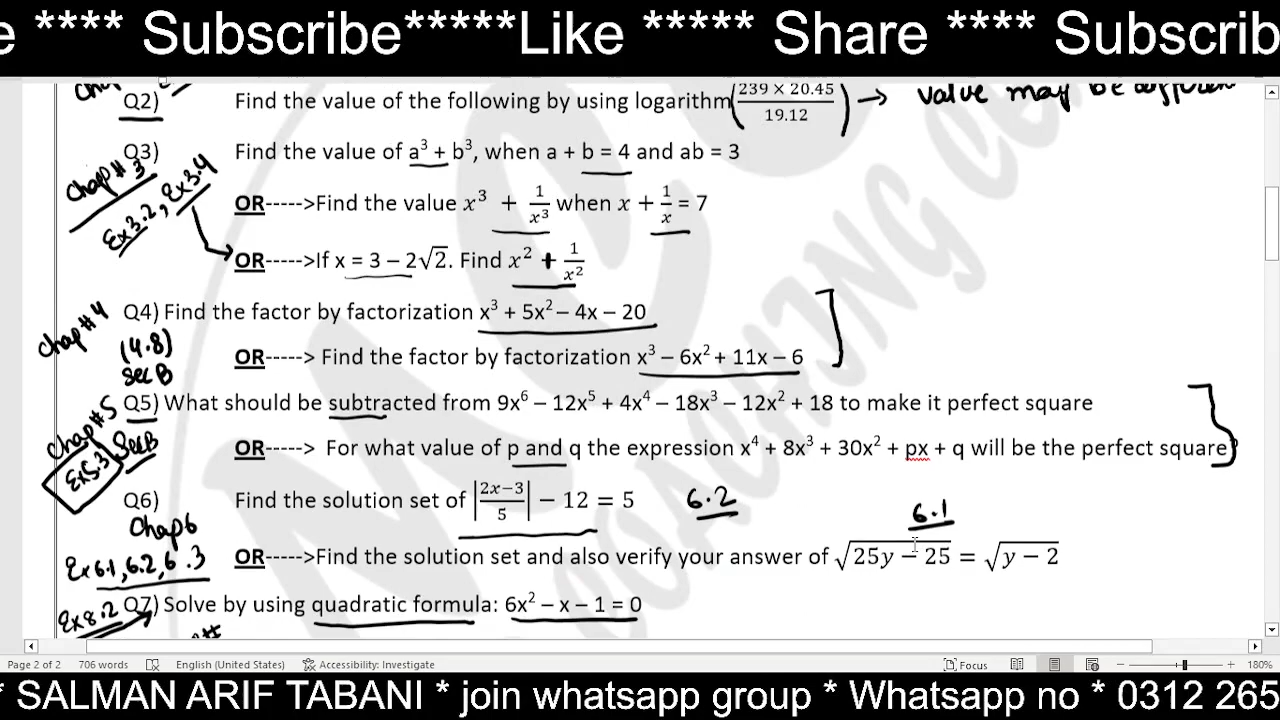 e **** Subscribe*****Like ***** Share **** Subscrib
Q2) Find the value of the following by using logarithm(239 × 20.45 / 19.12) → value may be
Q3) Find the value of a³ + b³, when a + b = 4 and ab = 3
Chap# 3
Ex3.2, Ex3.4
OR----->Find the value x³ + 1/x³ when x + 1/x = 7
OR----->If x = 3 − 2√2. Find x² + 1/x²
Chap#4
Q4) Find the factor by factorization x³ + 5x² – 4x – 20
(4.8)
Sec B
OR-----> Find the factor by factorization x³ – 6x² + 11x – 6
Q5) What should be subtracted from 9x⁶ – 12x⁵ + 4x⁴ – 18x³ – 12x² + 18 to make it perfect square
Chap#5
Ex5.3
SecB
OR-----> For what value of p and q the expression x⁴ + 8x³ + 30x² + px + q will be the perfect square?
Q6) Find the solution set of |2x−3 / 5| − 12 = 5 6.2
Chap6
Ex6.1, 6.2, 6.3
6.1
OR----->Find the solution set and also verify your answer of √25y − 25 = √y − 2
Ex8.2
Q7) Solve by using quadratic formula: 6x² – x – 1 = 0
Page 2 of 2 706 words English (United States) Accessibility: Investigate Focus 180%
* SALMAN ARIF TABANI * join whatsapp group * Whatsapp no * 0312 265